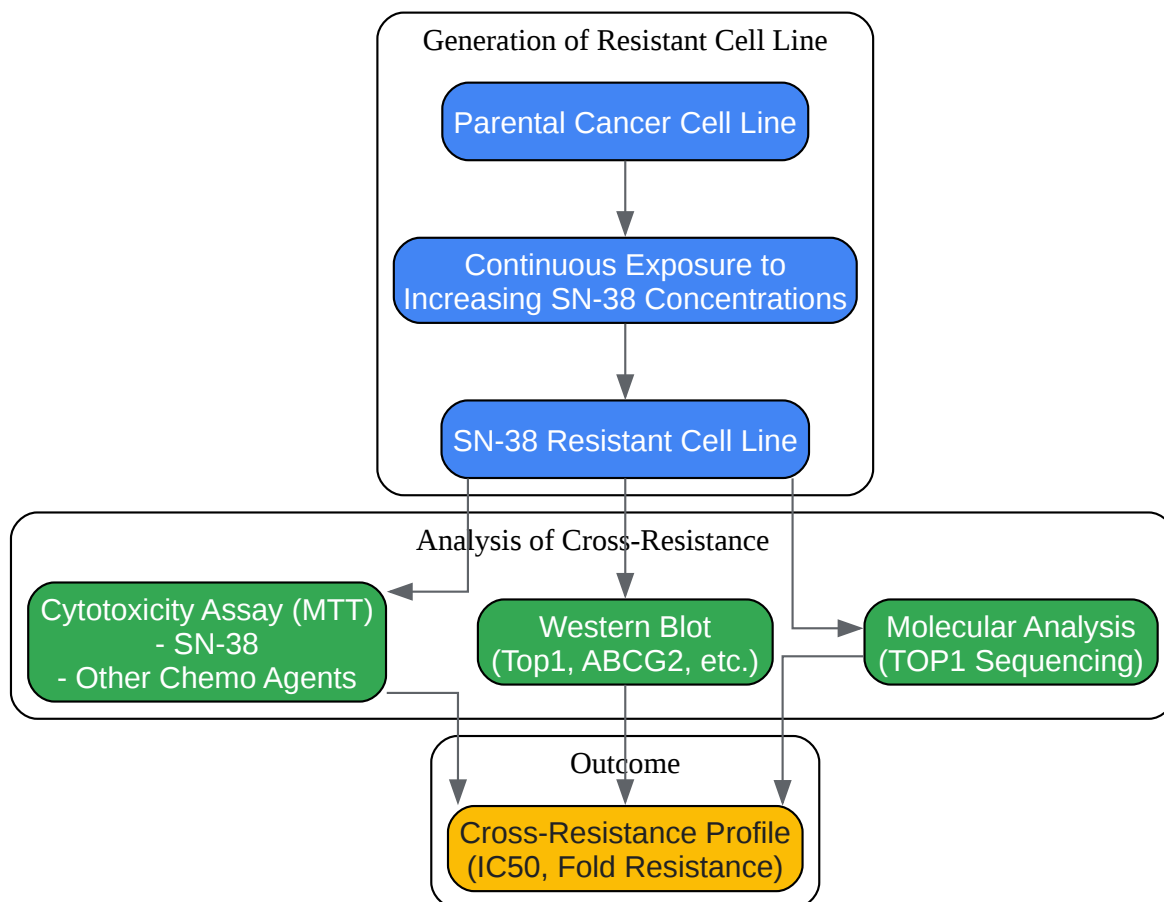 Generation of Resistant Cell Line
Parental Cancer Cell Line
Continuous Exposure to
Increasing SN-38 Concentrations
SN-38 Resistant Cell Line
Analysis of Cross-Resistance
Cytotoxicity Assay (MTT)
- SN-38
- Other Chemo Agents
Western Blot
(Top1, ABCG2, etc.)
Molecular Analysis
(TOP1 Sequencing)
Outcome
Cross-Resistance Profile
(IC50, Fold Resistance)